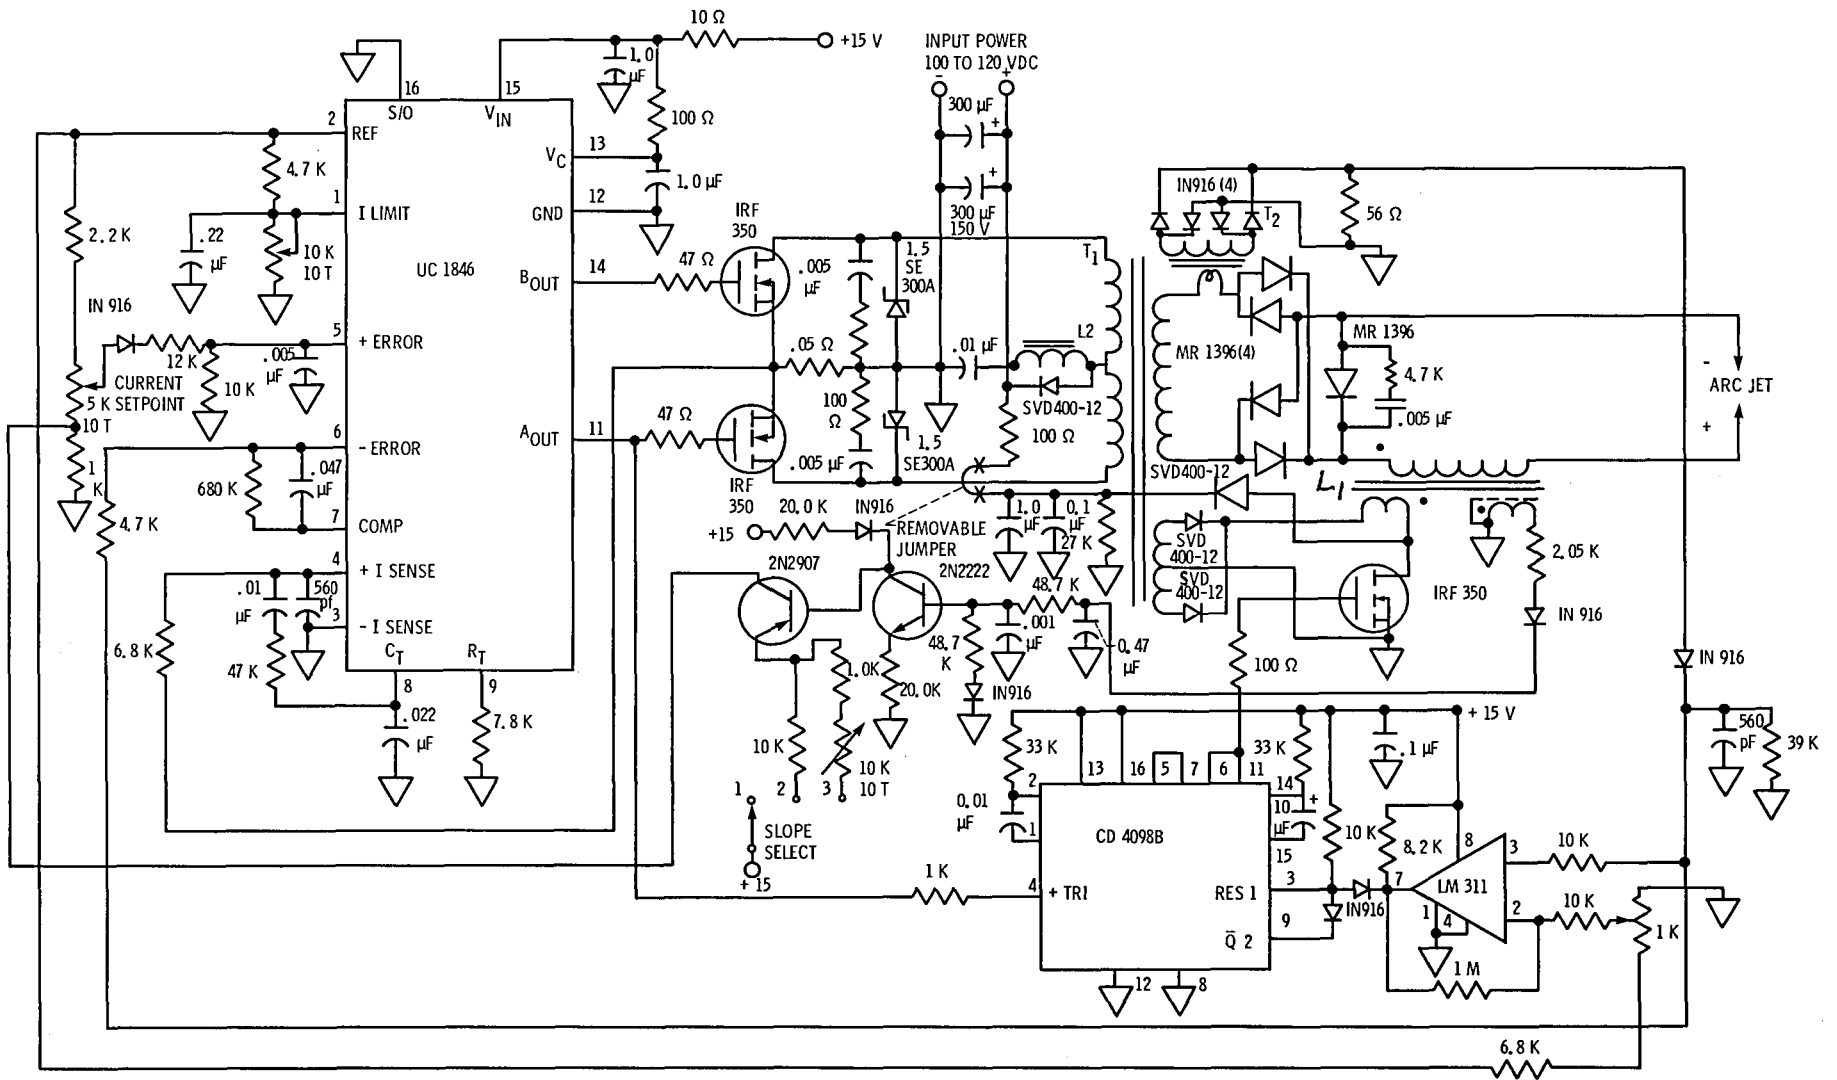 10 Ω
+15 V
INPUT POWER
100 TO 120 VDC
- +
1.0
µF
16
15
S/O
V_IN
300 µF
+
100 Ω
2
REF
13
V_C
4.7 K
1.0 µF
12
GND
1
I LIMIT
+
300 µF
150 V
IN916 (4)
T2
56 Ω
2.2 K
.22
µF
10 K
10 T
UC 1846
IRF
350
47 Ω
14
B_OUT
.005
µF
1.5
SE
300A
T1
IN 916
5
+ ERROR
12 K
.005
µF
10 K
CURRENT
SETPOINT
5 K
10 T
.05 Ω
.01 µF
L2
SVD400-12
MR 1396(4)
MR 1396
4.7 K
.005 µF
-
ARC JET
+
100
Ω
100 Ω
47 Ω
11
A_OUT
6
- ERROR
1
K
680 K
.047
µF
.005 µF
1.5
SE300A
IRF
350
SVD400-12
L1
4.7 K
7
COMP
20.0 K
IN916
+15
REMOVABLE
JUMPER
1.0
µF
0.1
µF
27 K
SVD
400-12
SVD
400-12
2.05 K
4
+ I SENSE
.01
µF
560
pf
3
- I SENSE
2N2907
2N2222
48.7 K
IRF 350
IN 916
6.8 K
47 K
C_T
R_T
8
9
.022
µF
7.8 K
1.0K
20.0K
48.7
K
IN916
.001
µF
0.47
µF
100 Ω
IN 916
10 K
10 K
10 T
1
2
3
SLOPE
SELECT
+ 15
33 K
33 K
+ 15 V
.1 µF
560
pF
39 K
13
16
5
7
6
11
2
1
0.01
µF
CD 4098B
14
10
µF
+
15
10 K
8.2 K
8
3
10 K
LM 311
1 K
4
+ TR1
RES 1
3
IN916
7
1
4
2
10 K
1 K
9
Q̅ 2
12
8
1 M
6.8 K